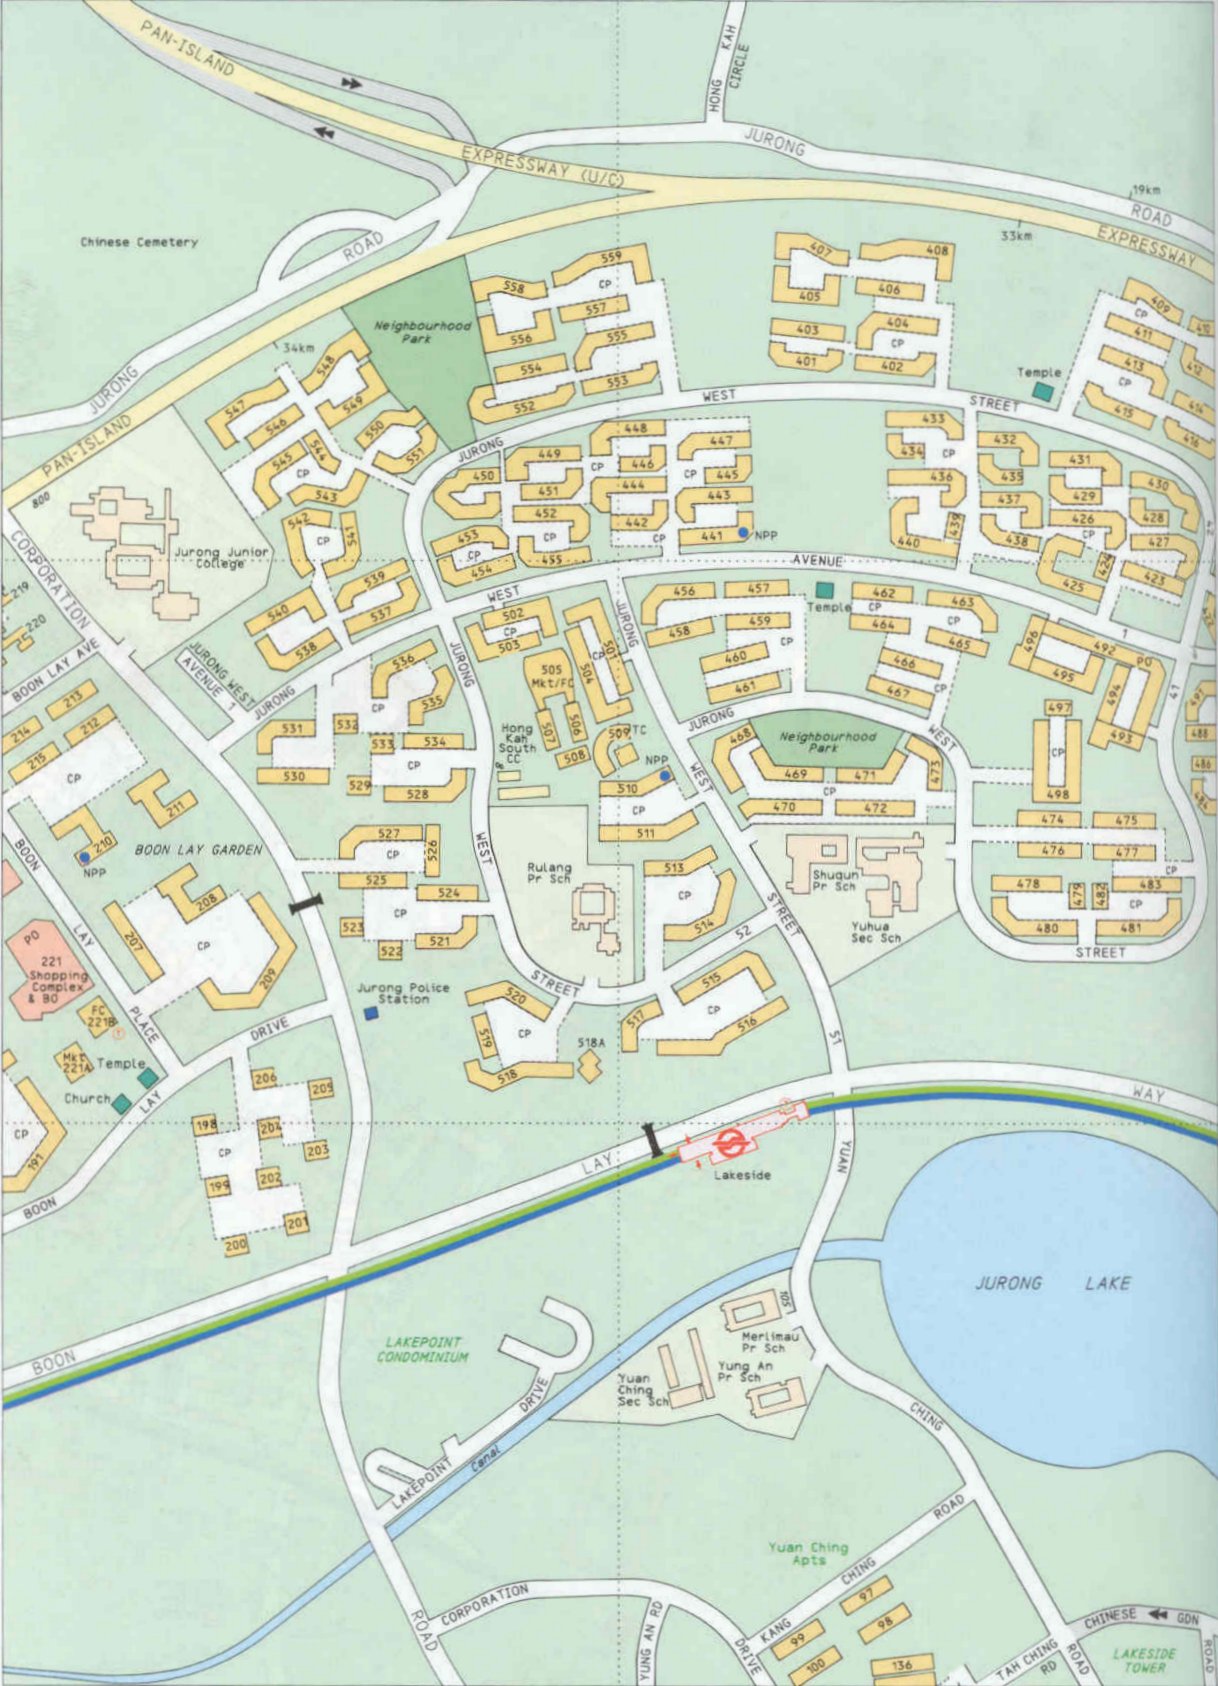 PAN-ISLAND
HONG KAH
CIRCLE
JURONG
EXPRESSWAY (U/C)
19km
ROAD
33km
EXPRESSWAY
Chinese Cemetery
ROAD
407
408
559
CP
405
406
558
557
409
410
Neighbourhood
Park
403
404
CP
411
556
555
CP
401
402
412
34km
548
554
553
413
CP
Temple
JURONG
547
549
552
WEST
STREET
415
414
416
546
550
433
PAN-ISLAND
545
544
CP
551
JURONG
448
447
434
CP
432
449
CP
446
CP
445
431
450
451
444
443
436
435
429
430
800
543
452
442
437
426
428
542
541
CP
453
CP
CP
CP
441
NPP
440
439
438
CP
427
42
Jurong Junior
College
454
455
AVENUE
424
423
425
CORPORATION
219
539
540
537
WEST
456
457
Temple
462
CP
463
220
538
502
CP
503
JURONG
458
459
CP
464
465
496
492
1
PO
BOON LAY AVE
JURONG WEST
AVENUE 1
JURONG
536
JURONG
505
Mkt/FC
504
CP
501
460
466
495
494
461
467
CP
213
212
214
215
CP
531
532
CP
535
Hong
Kah
South
CC
507
506
509
TC
JURONG
WEST
497
493
41
491
488
486
484
533
534
508
468
Neighbourhood
Park
CP
530
529
CP
528
NPP
510
WEST
469
471
473
CP
498
211
CP
470
472
BOON
210
NPP
BOON LAY GARDEN
527
CP
526
WEST
511
474
475
476
477
CP
525
524
Rulang
Pr Sch
513
CP
Shuqun
Pr Sch
478
479
482
483
CP
208
207
CP
523
CP
521
514
STREET
Yuhua
Sec Sch
480
481
LAY
522
52
STREET
PO
221
Shopping
Complex
& BO
209
Jurong Police
Station
STREET
520
515
CP
516
FC
221B
PLACE
DRIVE
519
CP
517
518A
51
Mkt
221A
Temple
518
Church
LAY
206
205
WAY
CP
191
198
204
CP
203
YUAN
199
202
LAY
Lakeside
BOON
201
200
JURONG LAKE
105
LAKEPOINT
CONDOMINIUM
Merlimau
Pr Sch
BOON
Yuan
Ching
Sec Sch
Yung An
Pr Sch
DRIVE
CHING
LAKEPOINT
Canal
ROAD
Yuan Ching
Apts
CHING
97
CORPORATION
98
ROAD
YUNG AN RD
DRIVE
KANG
99
100
136
TAH CHING
RD
ROAD
CHINESE GDN
ROAD
LAKESIDE
TOWER